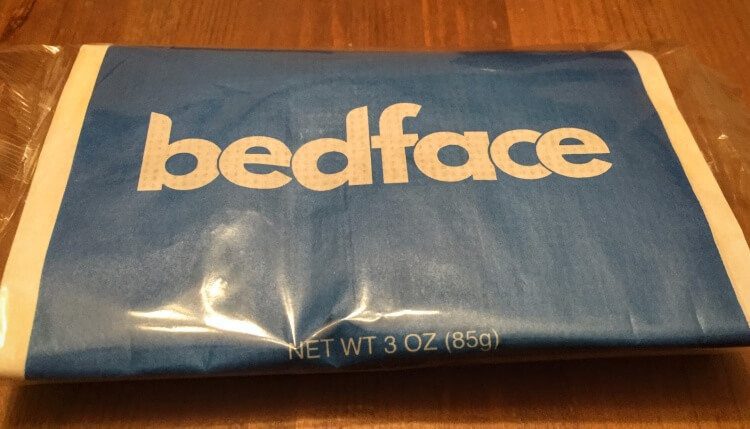 bedface
NET WT 3 OZ (85g)